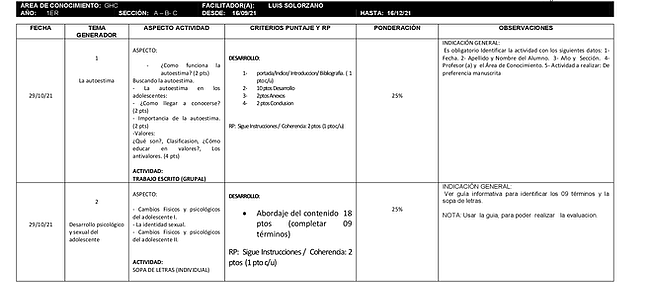 ÁREA DE CONOCIMIENTO: GHC FACILITADOR(A): LUIS SOLORZANO
AÑO: 1ER SECCIÓN: A – B- C DESDE: 16/09/21 HASTA: 16/12/21
FECHA
TEMA
GENERADOR
ASPECTO ACTIVIDAD
CRITERIOS PUNTAJE Y RP
PONDERACIÓN
OBSERVACIONES
29/10/21
1
La autoestima
ASPECTO:
- ¿Como funciona la
autoestima? (2 pts)
Buscando la autoestima.
- La autoestima en los
adolescentes:
- ¿Como llegar a conocerse?
(2 pts)
- Importancia de la autoestima.
(2 pts)
-Valores:
¿Qué son?, Clasificasion, ¿Cómo
educar en valores?, Los
antivalores. (4 pts)
ACTIVIDAD:
TRABAJO ESCRITO (GRUPAL)
DESARROLLO:
1- portada/Indice/ Introduccion/ Bibliografia. ( 1
pto c/u)
2- 10 ptos Desarrollo
3- 2 ptos Anexos
4- 2 ptos Conclusion
RP: Sigue Instrucciones / Coherencia: 2 ptos (1 pto c/u)
25%
INDICACIÓN GENERAL:
Es obligatorio Identificar la actividad con los siguientes datos: 1-
Fecha. 2- Apellido y Nombre del Alumno. 3- Año y Sección. 4-
Profesor (a) y el Área de Conocimiento. 5- Actividad a realizar: De
preferencia manuscrita
29/10/21
2
Desarrollo psicológico
y sexual del
adolescente
ASPECTO:
- Cambios Fisicos y psicológicos
del adolescente I.
- La identidad sexual.
- Cambios Fisicos y psicológicos
del adolescente II.
ACTIVIDAD:
SOPA DE LETRAS (INDIVIDUAL)
DESARROLLO:
• Abordaje del contenido 18
ptos (completar 09
términos)
RP: Sigue Instrucciones / Coherencia: 2
ptos (1 pto c/u)
25%
INDICACIÓN GENERAL:
Ver guía informativa para identificar los 09 términos y la
sopa de letras.
NOTA: Usar la guia, para poder realizar la evaluación.